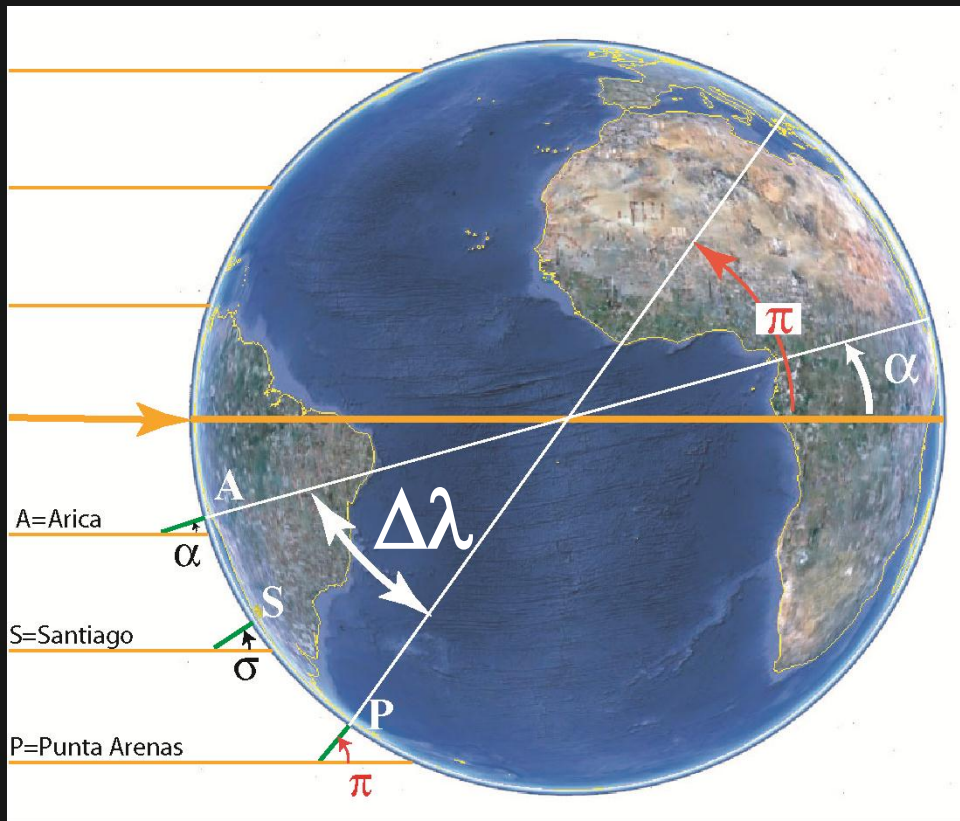 π
α
A
A=Arica
α
Δλ
S
S=Santiago
σ
P
P=Punta Arenas
π